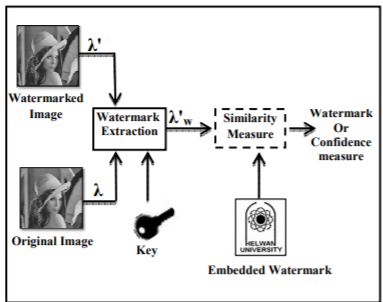 λ'
Watermarked
Image
Watermark
Extraction
λ'w
Similarity
Measure
Watermark
Or
Confidence
measure
λ
Original Image
Key
HELWAN
UNIVERSITY
Embedded Watermark